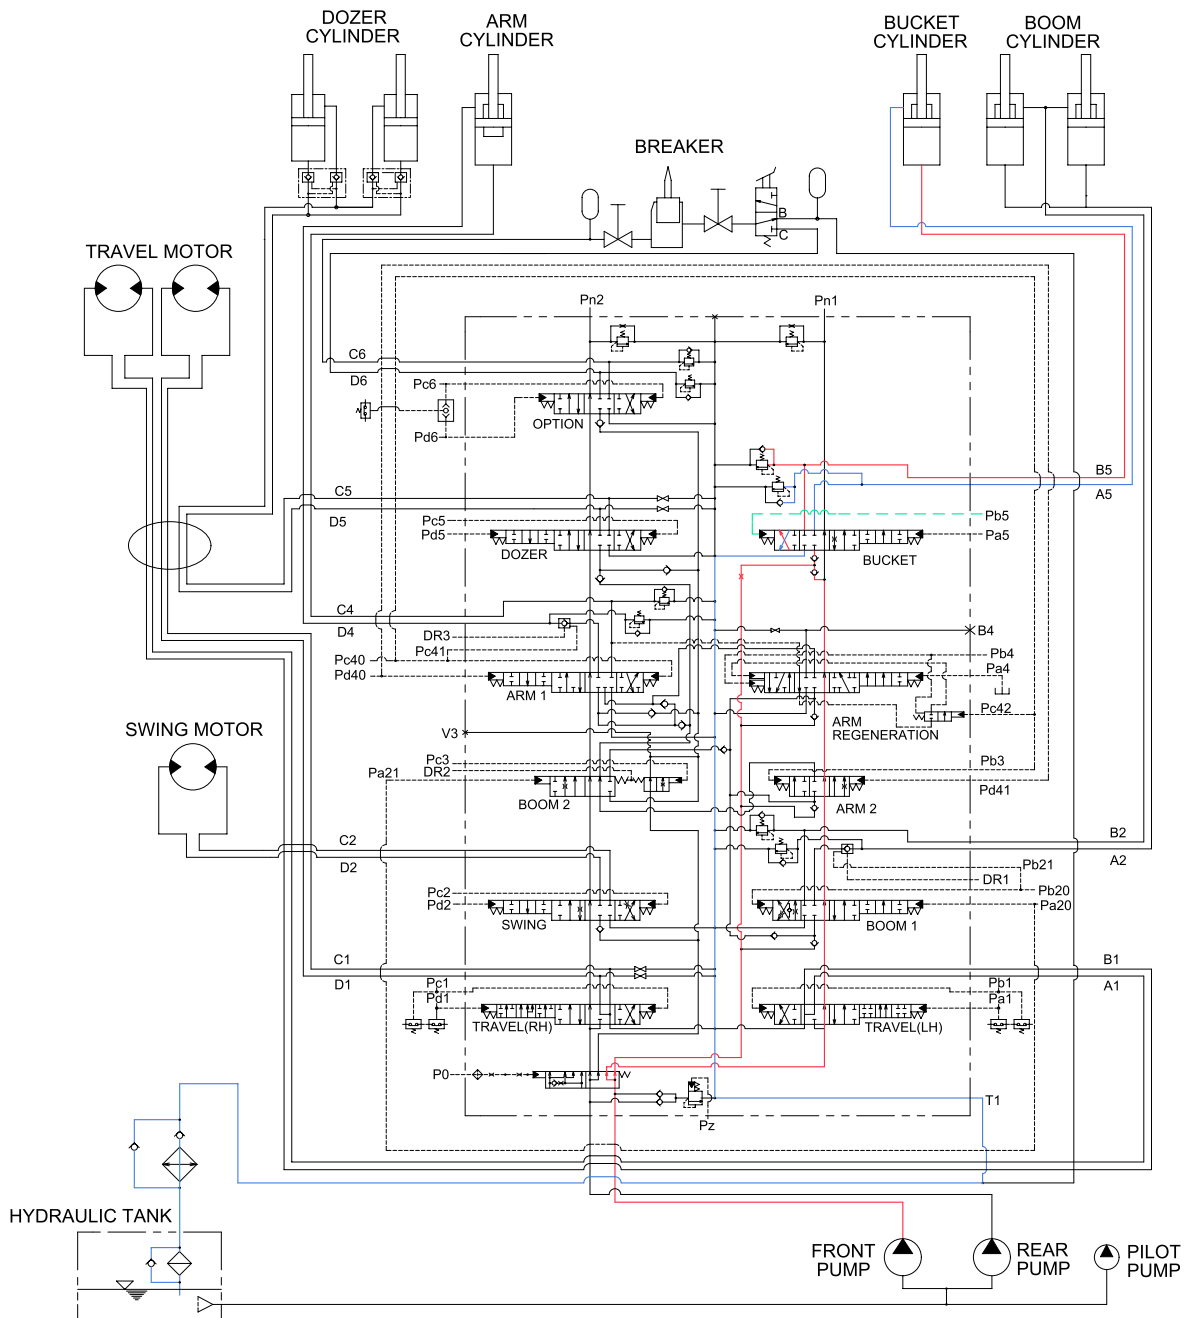 DOZER
CYLINDER
ARM
CYLINDER
BUCKET
CYLINDER
BOOM
CYLINDER
BREAKER
B
C
TRAVEL MOTOR
Pn2
Pn1
C6
D6
Pc6
Pd6
OPTION
C5
D5
Pc5
Pd5
DOZER
B5
A5
Pb5
Pa5
BUCKET
C4
D4
DR3
Pc41
Pc40
Pd40
ARM 1
B4
Pb4
Pa4
Pc42
ARM
REGENERATION
SWING MOTOR
V3
Pc3
DR2
Pa21
BOOM 2
Pb3
Pd41
ARM 2
C2
D2
B2
A2
Pb21
DR1
Pc2
Pd2
SWING
Pb20
Pa20
BOOM 1
C1
D1
B1
A1
Pc1
Pd1
TRAVEL(RH)
Pb1
Pa1
TRAVEL(LH)
P0
T1
Pz
HYDRAULIC TANK
FRONT
PUMP
REAR
PUMP
PILOT
PUMP